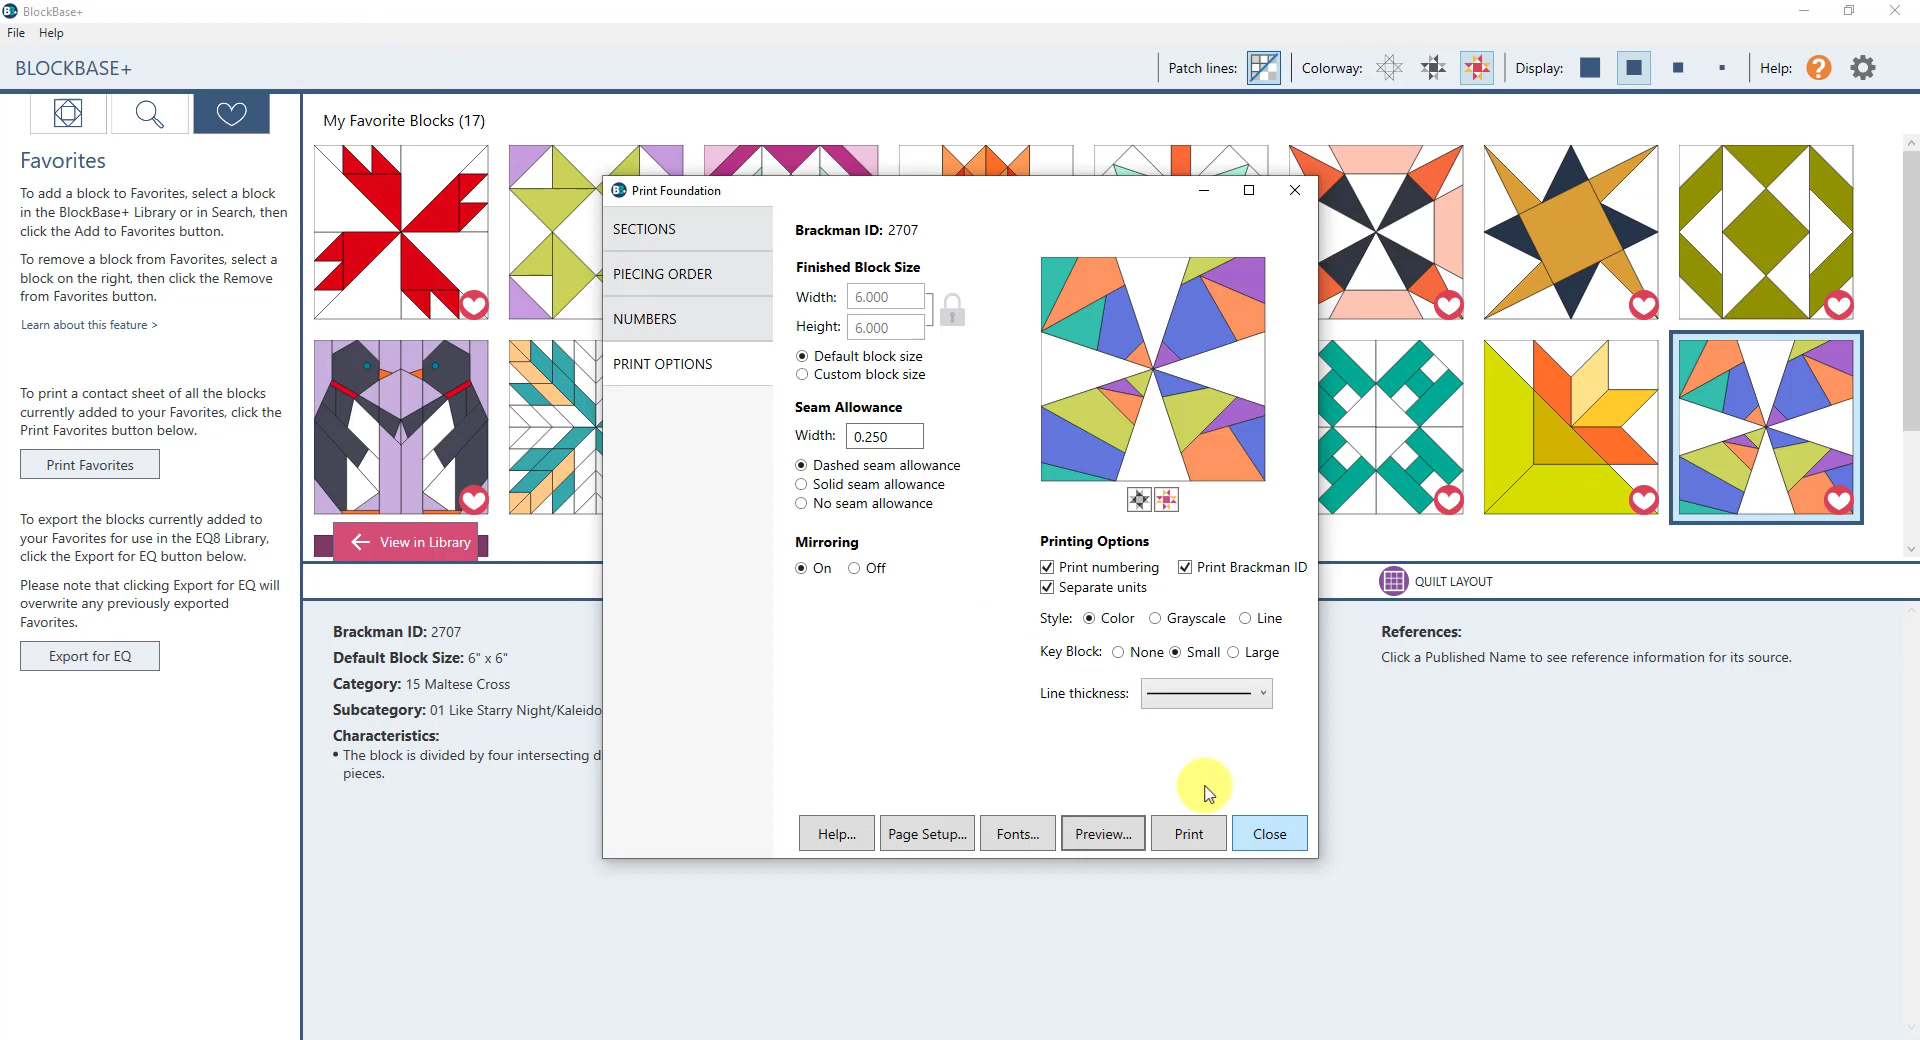 BlockBase+
File Help
BLOCKBASE+
Patch lines:
Colorway:
Display:
Help:
Favorites
To add a block to Favorites, select a block
in the BlockBase+ Library or in Search, then
click the Add to Favorites button.
To remove a block from Favorites, select a
block on the right, then click the Remove
from Favorites button.
Learn about this feature >
To print a contact sheet of all the blocks
currently added to your Favorites, click the
Print Favorites button below.
Print Favorites
To export the blocks currently added to
your Favorites for use in the EQ8 Library,
click the Export for EQ button below.
Please note that clicking Export for EQ will
overwrite any previously exported
Favorites.
Export for EQ
My Favorite Blocks (17)
View in Library
Print Foundation
SECTIONS
PIECING ORDER
NUMBERS
PRINT OPTIONS
Brackman ID: 2707
Finished Block Size
Width: 6.000
Height: 6.000
Default block size
Custom block size
Seam Allowance
Width: 0.250
Dashed seam allowance
Solid seam allowance
No seam allowance
Mirroring
On Off
Printing Options
Print numbering Print Brackman ID
Separate units
Style: Color Grayscale Line
Key Block: None Small Large
Line thickness:
Help... Page Setup... Fonts... Preview... Print Close
QUILT LAYOUT
Brackman ID: 2707
Default Block Size: 6" x 6"
Category: 15 Maltese Cross
Subcategory: 01 Like Starry Night/Kaleido
Characteristics:
• The block is divided by four intersecting d
pieces.
References:
Click a Published Name to see reference information for its source.